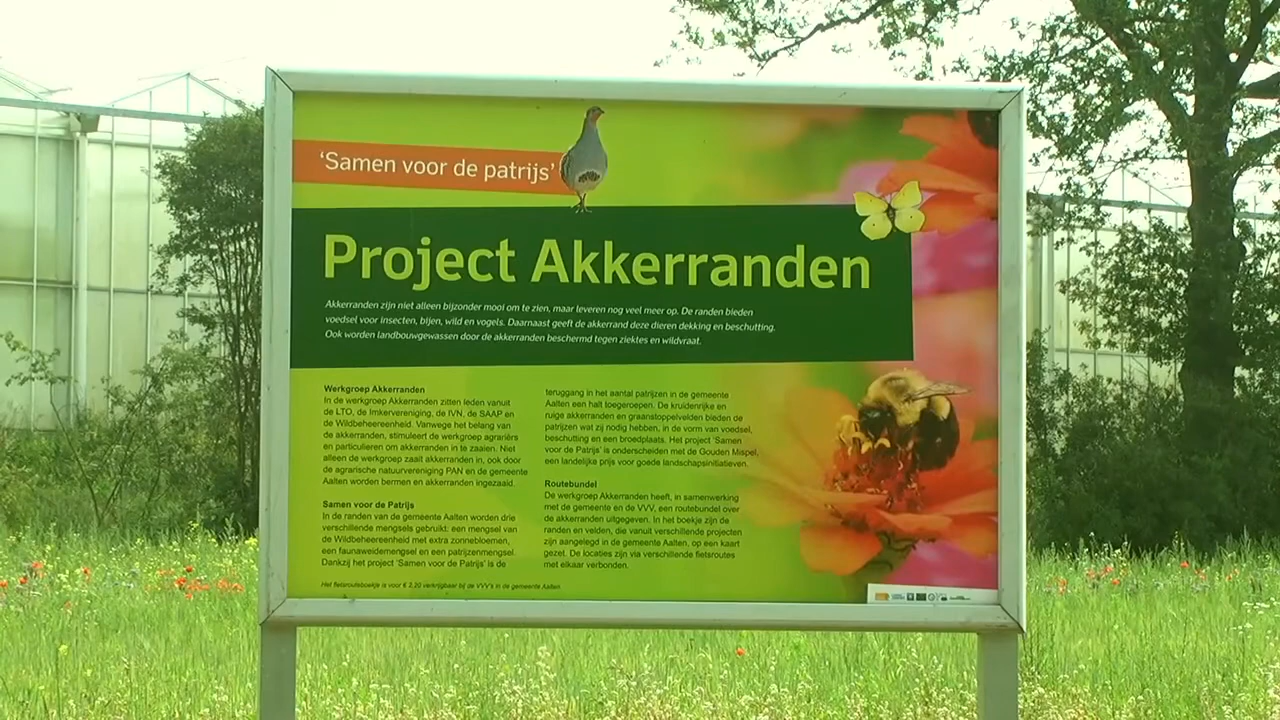 ‘Samen voor de patrijs’
Project Akkerranden
Akkerranden zijn niet alleen bijzonder mooi om te zien, maar leveren nog veel meer op. De randen bieden
voedsel voor insecten, bijen, wild en vogels. Daarnaast geeft de akkerrand deze dieren dekking en beschutting.
Ook worden landbouwgewassen door de akkerranden beschermd tegen ziektes en wildvraat.
Werkgroep Akkerranden
In de werkgroep Akkerranden zitten leden vanuit
de LTO, de Imkervereniging, de IVN, de SAAP en
de Wildbeheereenheid. Vanwege het belang van
de akkerranden, stimuleert de werkgroep agrariërs
en particulieren om akkerranden in te zaaien. Niet
alleen de werkgroep zaait akkerranden in, ook door
de agrarische natuurvereniging PAN en de gemeente
Aalten worden bermen en akkerranden ingezaaid.
Samen voor de Patrijs
In de randen van de gemeente Aalten worden drie
verschillende mengsels gebruikt: een mengsel van
de Wildbeheereenheid met extra zonnebloemen,
een faunaweidemengsel en een patrijzenmengsel.
Dankzij het project 'Samen voor de Patrijs' is de
teruggang in het aantal patrijzen in de gemeente
Aalten een halt toegeroepen. De kruidenrijke en
ruige akkerranden en graanstoppelvelden bieden de
patrijzen wat zij nodig hebben, in de vorm van voedsel,
beschutting en een broedplaats. Het project 'Samen
voor de Patrijs' is onderscheiden met de Gouden Mispel,
een landelijke prijs voor goede landschapsinitiatieven.
Routebundel
De werkgroep Akkerranden heeft, in samenwerking
met de gemeente en de VVV, een routebundel over
de akkerranden uitgegeven. In het boekje zijn de
randen en velden, die vanuit verschillende projecten
zijn aangelegd in de gemeente Aalten, op een kaart
gezet. De locaties zijn via verschillende fietsroutes
met elkaar verbonden.
Het fietsrouteboekje is voor € 2,20 verkrijgbaar bij de VVV's in de gemeente Aalten